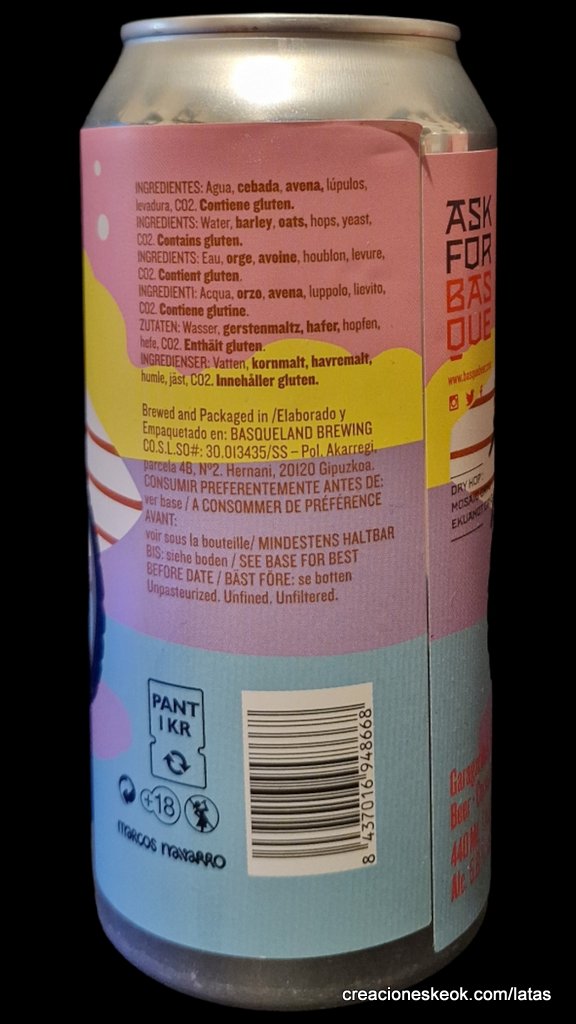 INGREDIENTES: Agua, cebada, avena, lúpulos,
levadura, CO2. Contiene gluten.
INGREDIENTS: Water, barley, oats, hops, yeast,
CO2. Contains gluten.
INGREDIENTS: Eau, orge, avoine, houblon, levure,
CO2. Contient gluten.
INGREDIENTI: Acqua, orzo, avena, luppolo, lievito,
CO2. Contiene glutine.
ZUTATEN: Wasser, gerstenmaltz, hafer, hopfen,
hefe, CO2. Enthält gluten.
INGREDIENSER: Vatten, kornmalt, havremalt,
humle, jäst, CO2. Innehåller gluten.
Brewed and Packaged in /Elaborado y
Empaquetado en: BASQUELAND BREWING
CO.S.L.SO#: 30.013435/SS – Pol. Akarregi,
parcela 4B, Nº2. Hernani, 20120 Gipuzkoa.
CONSUMIR PREFERENTEMENTE ANTES DE:
ver base / A CONSOMMER DE PRÉFÉRENCE
AVANT:
voir sous la bouteille/ MINDESTENS HALTBAR
BIS: siehe boden / SEE BASE FOR BEST
BEFORE DATE / BÄST FÖRE: se botten
Unpasteurized. Unfined. Unfiltered.
PANT
1 KR
+18
marcos navarro
8 437016 948668
ASK
FOR
BAS
QUE
DRY HOP:
440 ML
Alc.
creacioneskeok.com/latas